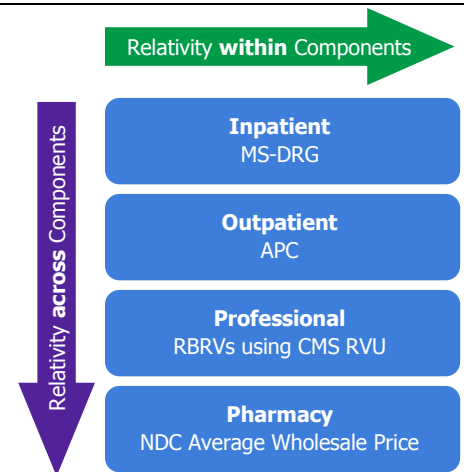 Relativity within Components
Relativity across Components
Inpatient
MS-DRG
Outpatient
APC
Professional
RBRVs using CMS RVU
Pharmacy
NDC Average Wholesale Price